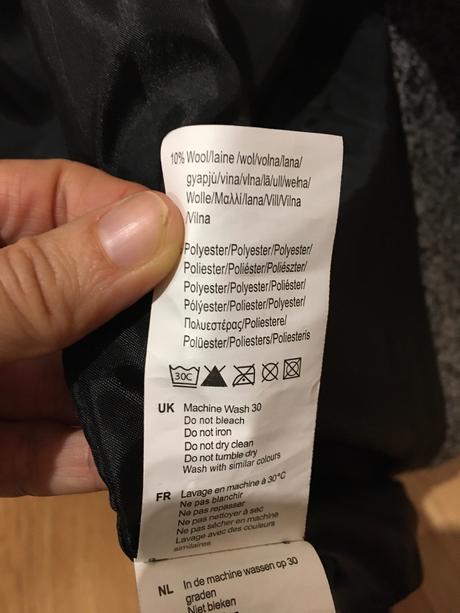 10% Wool/laine /wol/volna/lana/
gyapjú/vina/vlna/lã/ull/wełna/
Wolle/Μαλλί/lana/Vill/Vilna
/Vilna
Polyester/Polyester/Polyester/
Poliester/Poliéster/Poliészter/
Polyester/Polyester/Poliéster/
Pólýester/Poliester/Polyester/
Πολυεστέρας/Poliestere/
Polüester/Poliesters/Poliesteris
30C
UK Machine Wash 30
Do not bleach
Do not iron
Do not dry clean
Do not tumble dry
Wash with similar colours
FR Lavage en machine à 30°C
Ne pas blanchir
Ne pas repasser
Ne pas nettoyer à sec
Ne pas sécher en machine
Lavage avec des couleurs
similaires
NL In de machine wassen op 30
graden
Niet bleken